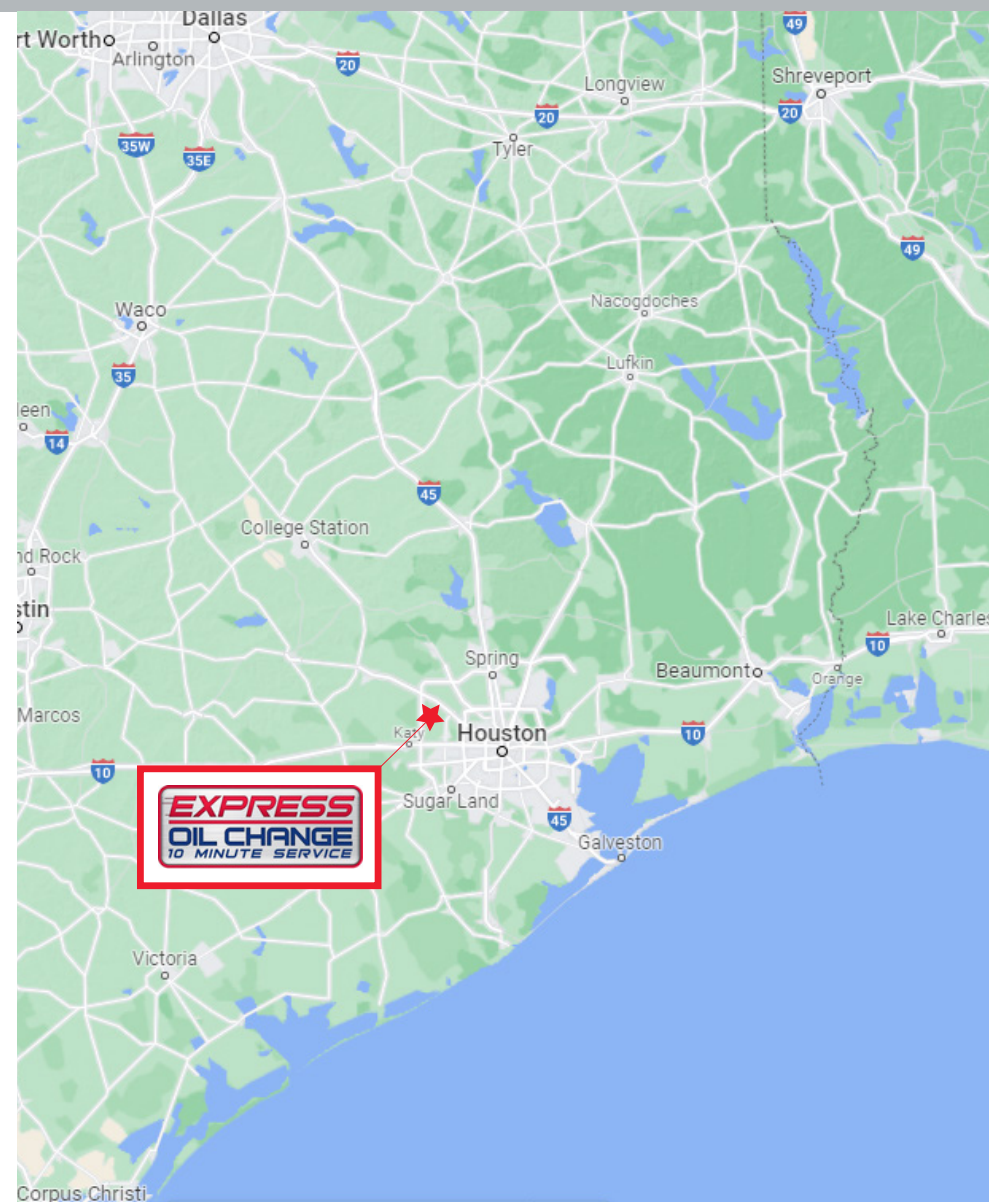 Dallas
49
rt Worth
Arlington
20
Longview
Shreveport
20
20
35W
35E
Tyler
49
Nacogdoches
Waco
Lufkin
35
leen
14
45
College Station
nd Rock
stin
Lake Charles
10
Spring
Beaumont
Orange
Marcos
Katy
Houston
10
10
EXPRESS
OIL CHANGE
10 MINUTE SERVICE
Sugar Land
45
Galveston
Victoria
Corpus Christi